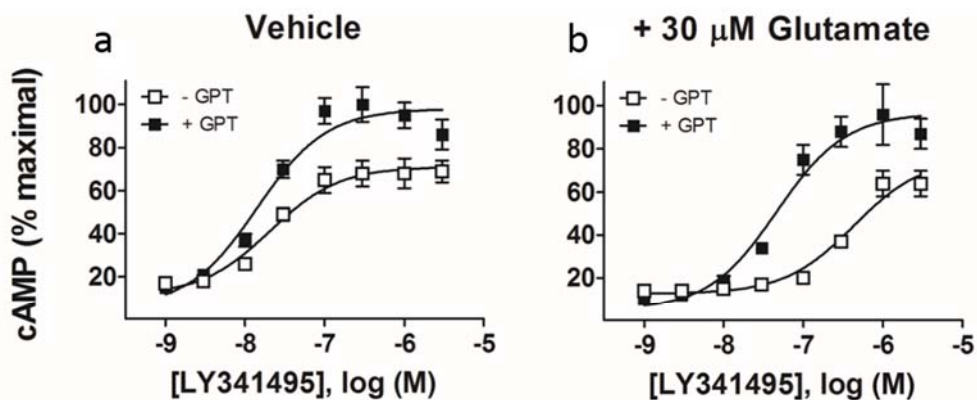 a
Vehicle
- GPT
+ GPT
cAMP (% maximal)
100
80
60
40
20
-9
-8
-7
-6
-5
[LY341495], log (M)
b
+ 30 μM Glutamate
- GPT
+ GPT
100
80
60
40
20
-9
-8
-7
-6
-5
[LY341495], log (M)